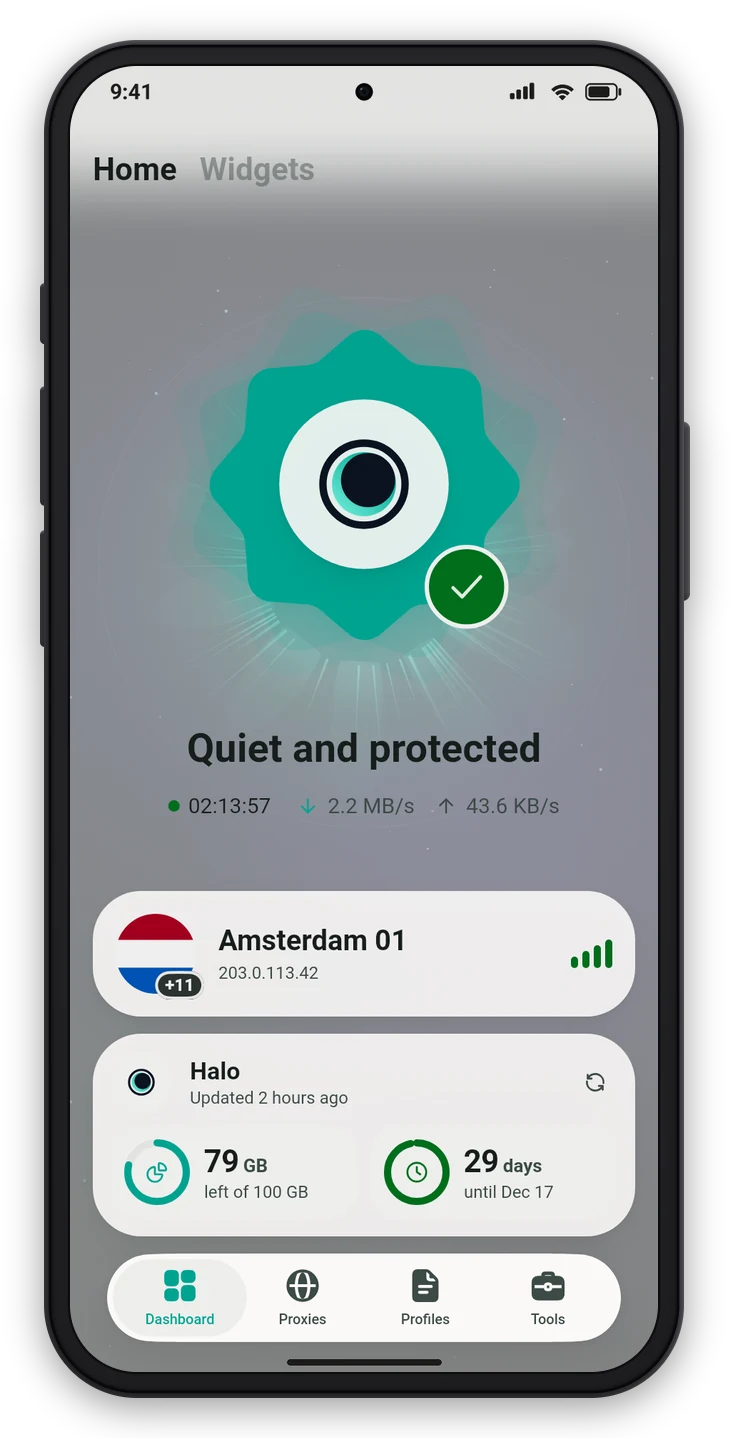 9:41
Home Widgets
Quiet and protected
02:13:57 2.2 MB/s 43.6 KB/s
Amsterdam 01
+11
203.0.113.42
Halo
Updated 2 hours ago
79 GB
left of 100 GB
29 days
until Dec 17
Dashboard Proxies Profiles Tools